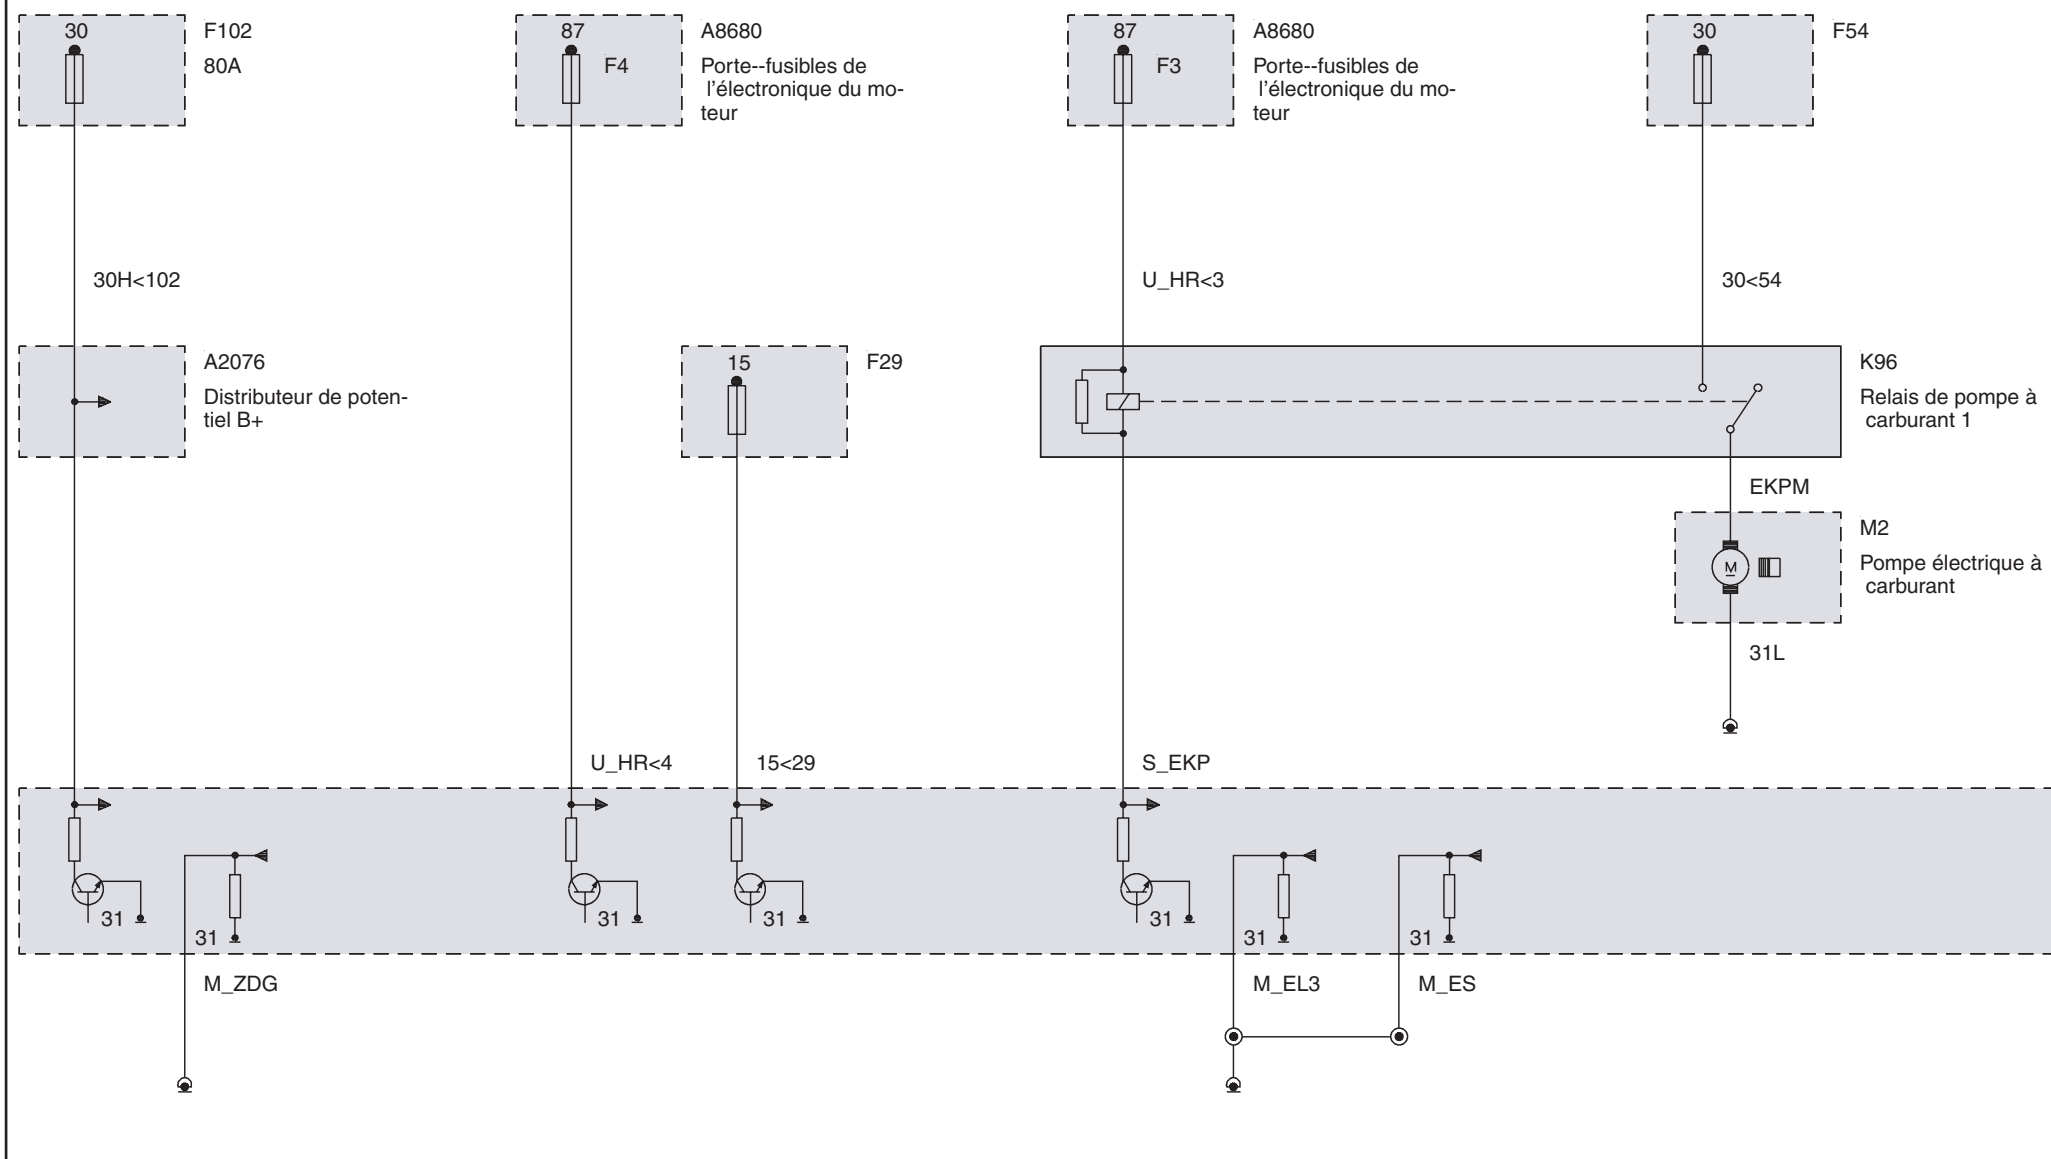 30
F102
80A
87
F4
A8680
Porte--fusibles de
l'électronique du mo-
teur
87
F3
A8680
Porte--fusibles de
l'électronique du mo-
teur
30
F54
30H<102
U_HR<3
30<54
A2076
Distributeur de poten-
tiel B+
15
F29
K96
Relais de pompe à
carburant 1
EKPM
M2
Pompe électrique à
carburant
M
31L
U_HR<4
15<29
S_EKP
31
31
31
31
31
31
31
M_ZDG
M_EL3
M_ES